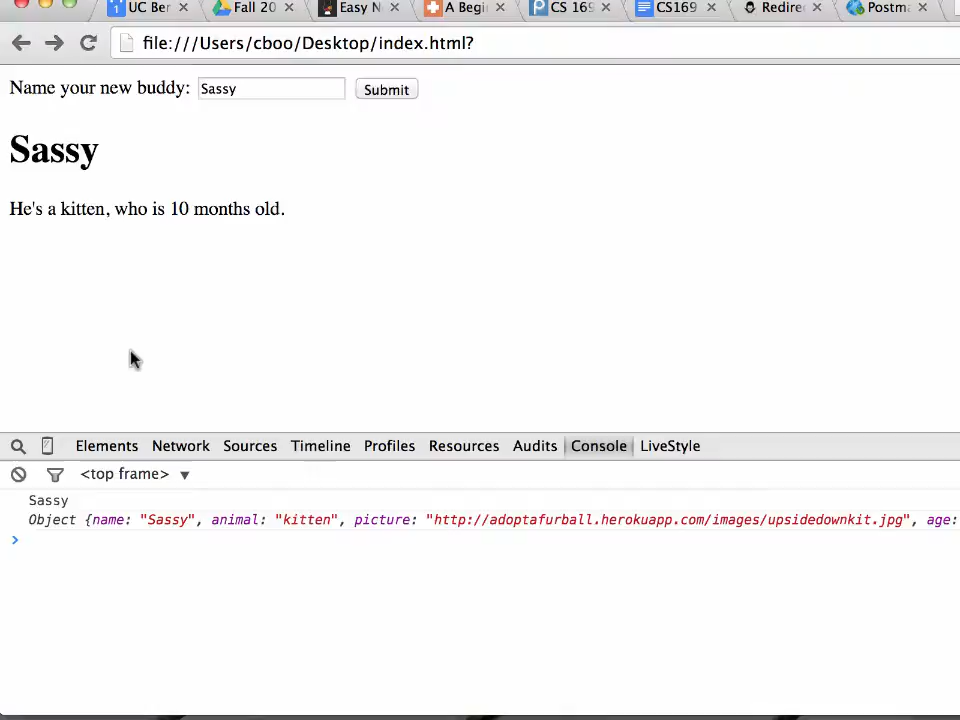 UC Ber Fall 20 Easy N A Begi CS 169 CS169 Redire Postma
file:///Users/cboo/Desktop/index.html?
Name your new buddy: Sassy Submit
Sassy
He's a kitten, who is 10 months old.
Elements Network Sources Timeline Profiles Resources Audits Console LiveStyle
<top frame> ▼
Sassy
Object {name: "Sassy", animal: "kitten", picture: "http://adoptafurball.herokuapp.com/images/upsidedownkit.jpg", age: